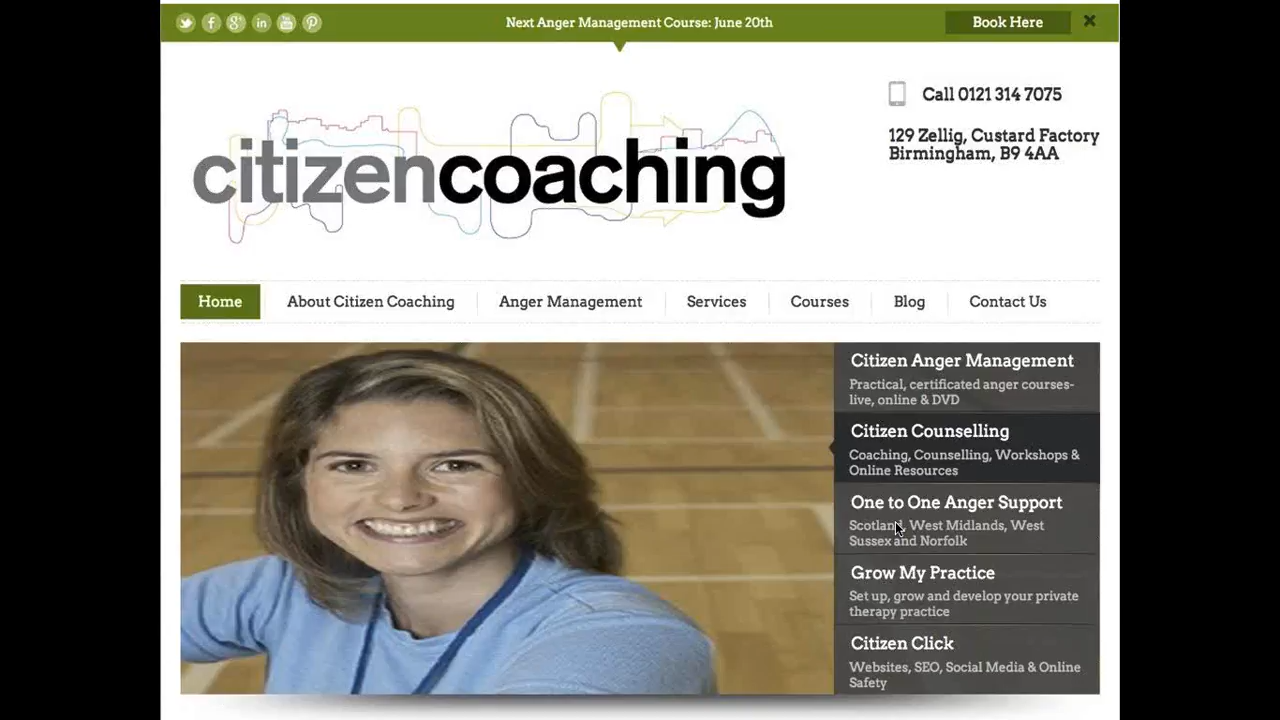 Next Anger Management Course: June 20th
Book Here
Call 0121 314 7075
129 Zellig, Custard Factory
Birmingham, B9 4AA
citizencoaching
Home
About Citizen Coaching
Anger Management
Services
Courses
Blog
Contact Us
Citizen Anger Management
Practical, certificated anger courses-
live, online & DVD
Citizen Counselling
Coaching, Counselling, Workshops &
Online Resources
One to One Anger Support
Scotland, West Midlands, West
Sussex and Norfolk
Grow My Practice
Set up, grow and develop your private
therapy practice
Citizen Click
Websites, SEO, Social Media & Online
Safety